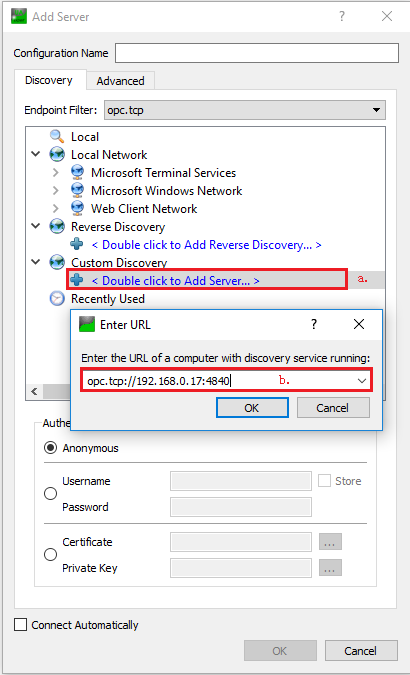 Add Server
Configuration Name
Discovery Advanced
Endpoint Filter: opc.tcp
Local
Local Network
Microsoft Terminal Services
Microsoft Windows Network
Web Client Network
Reverse Discovery
< Double click to Add Reverse Discovery... >
Custom Discovery
< Double click to Add Server... > a.
Recently Used
Enter URL
Enter the URL of a computer with discovery service running:
opc.tcp://192.168.0.17:4840 b.
OK Cancel
Anonymous
Username Store
Password
Certificate ...
Private Key ...
Connect Automatically
OK Cancel